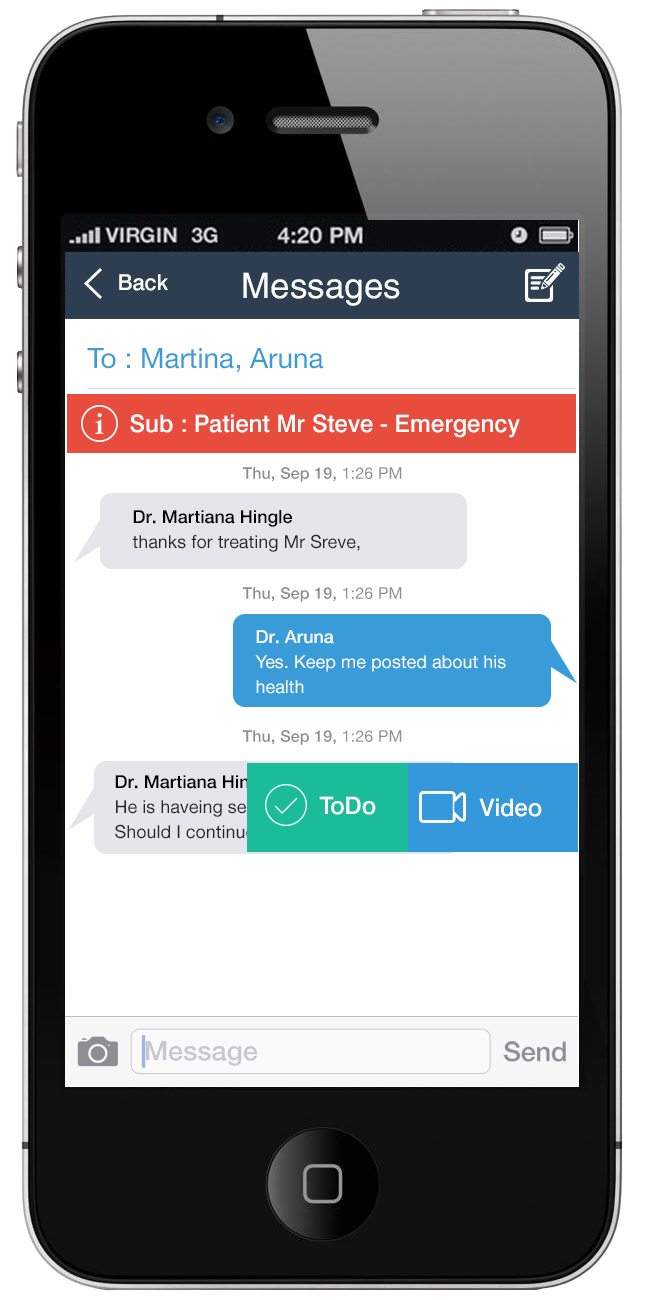 VIRGIN 3G 4:20 PM
Back Messages
To : Martina, Aruna
i Sub : Patient Mr Steve - Emergency
Thu, Sep 19, 1:26 PM
Dr. Martiana Hingle
thanks for treating Mr Sreve,
Thu, Sep 19, 1:26 PM
Dr. Aruna
Yes. Keep me posted about his
health
Thu, Sep 19, 1:26 PM
Dr. Martiana Hin
He is haveing se
Should I continu
ToDo Video
Message Send